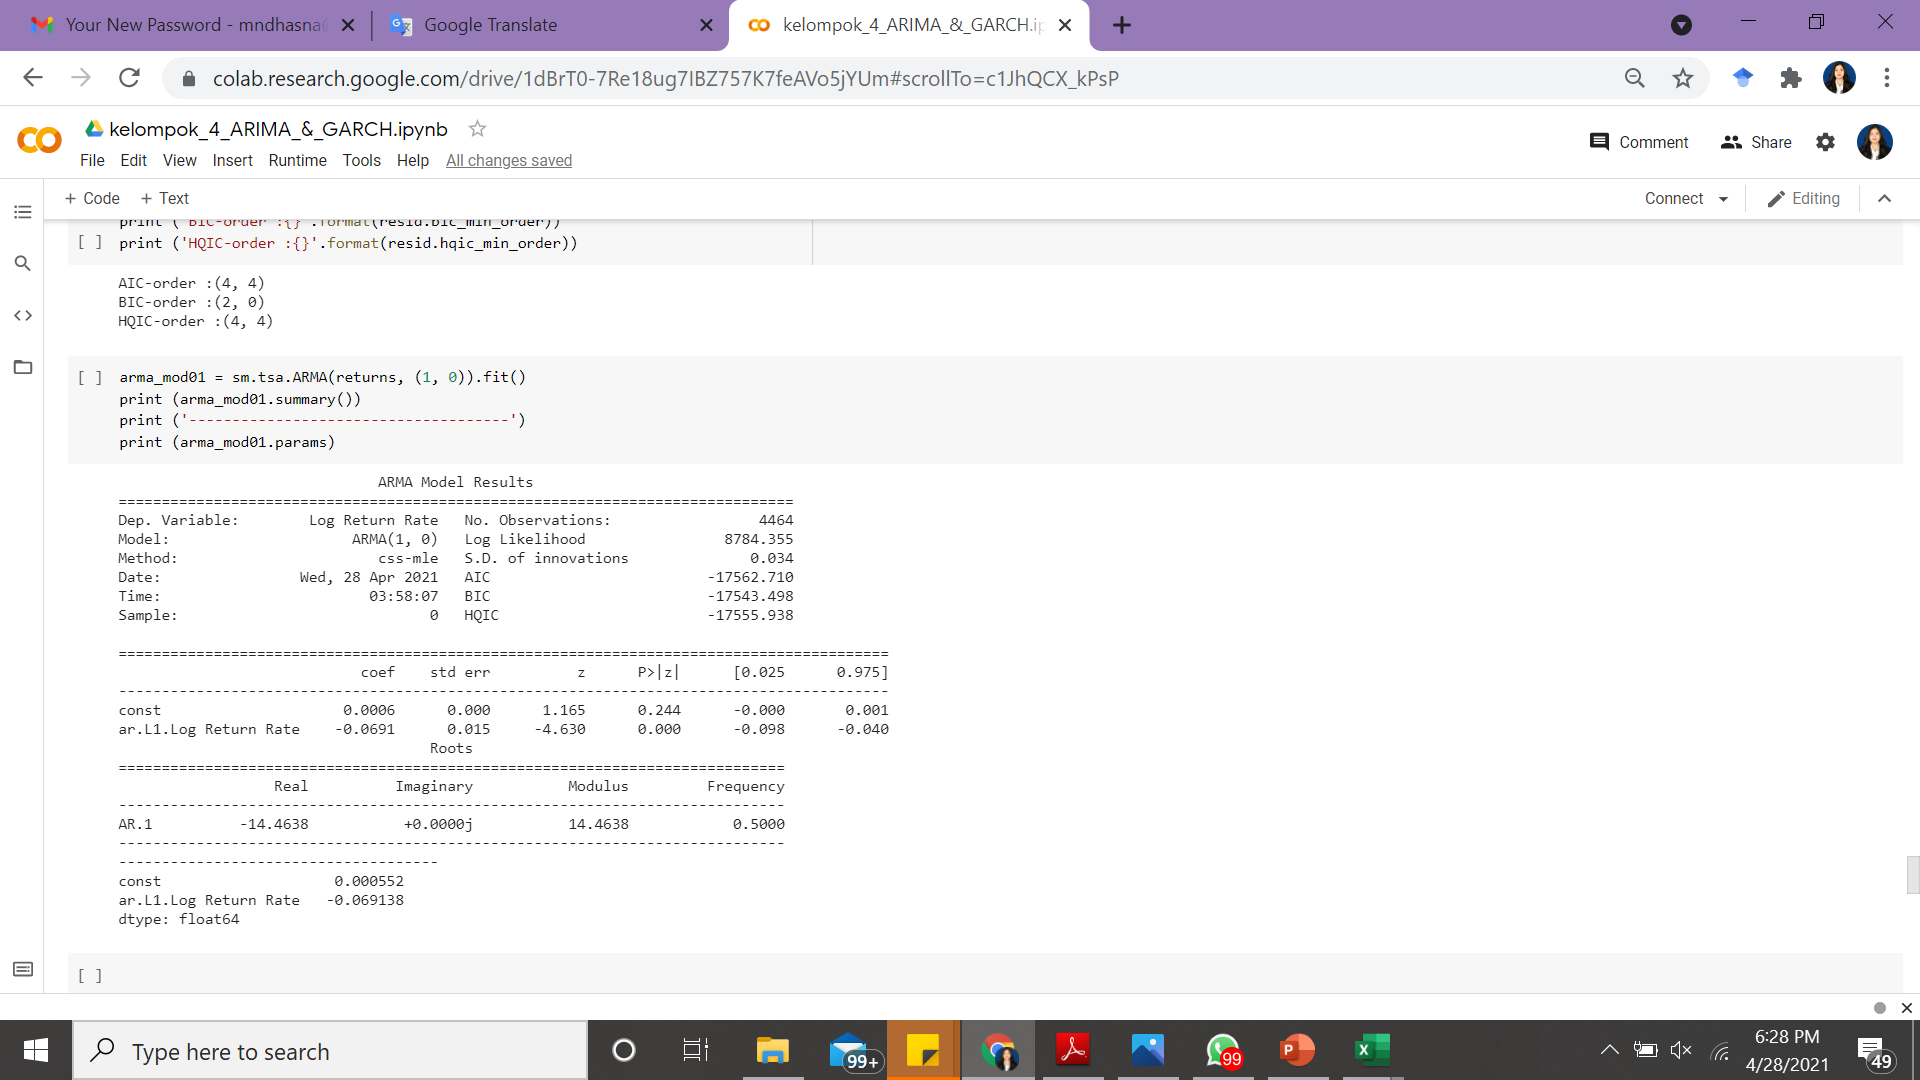 Your New Password - mndhasna
Google Translate
kelompok_4_ARIMA_&_GARCH.ip
colab.research.google.com/drive/1dBrT0-7Re18ug7IBZ757K7feAVo5jYUm#scrollTo=c1JhQCX_kPsP
kelompok_4_ARIMA_&_GARCH.ipynb
Comment
Share
File Edit View Insert Runtime Tools Help All changes saved
+ Code + Text
Connect
Editing
print ('BIC-order :{}'.format(resid.bic_min_order))
[ ] print ('HQIC-order :{}'.format(resid.hqic_min_order))
AIC-order :(4, 4)
BIC-order :(2, 0)
HQIC-order :(4, 4)
[ ] arma_mod01 = sm.tsa.ARMA(returns, (1, 0)).fit()
print (arma_mod01.summary())
print ('-------------------------------------')
print (arma_mod01.params)
ARMA Model Results
==============================================================================
Dep. Variable: Log Return Rate No. Observations: 4464
Model: ARMA(1, 0) Log Likelihood 8784.355
Method: css-mle S.D. of innovations 0.034
Date: Wed, 28 Apr 2021 AIC -17562.710
Time: 03:58:07 BIC -17543.498
Sample: 0 HQIC -17555.938
=========================================================================================
coef std err z P>|z| [0.025 0.975]
-----------------------------------------------------------------------------------------
const 0.0006 0.000 1.165 0.244 -0.000 0.001
ar.L1.Log Return Rate -0.0691 0.015 -4.630 0.000 -0.098 -0.040
Roots
=============================================================================
Real Imaginary Modulus Frequency
-----------------------------------------------------------------------------
AR.1 -14.4638 +0.0000j 14.4638 0.5000
-----------------------------------------------------------------------------
-------------------------------------
const 0.000552
ar.L1.Log Return Rate -0.069138
dtype: float64
[ ]
Type here to search
99+
99
6:28 PM
4/28/2021
49